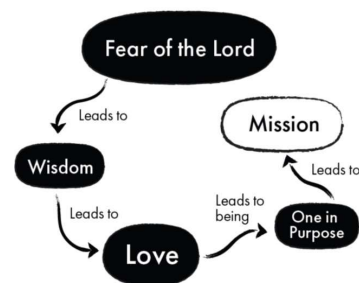 Fear of the Lord
Leads to
Wisdom
Leads to
Love
Leads to
being
One in
Purpose
Leads to
Mission